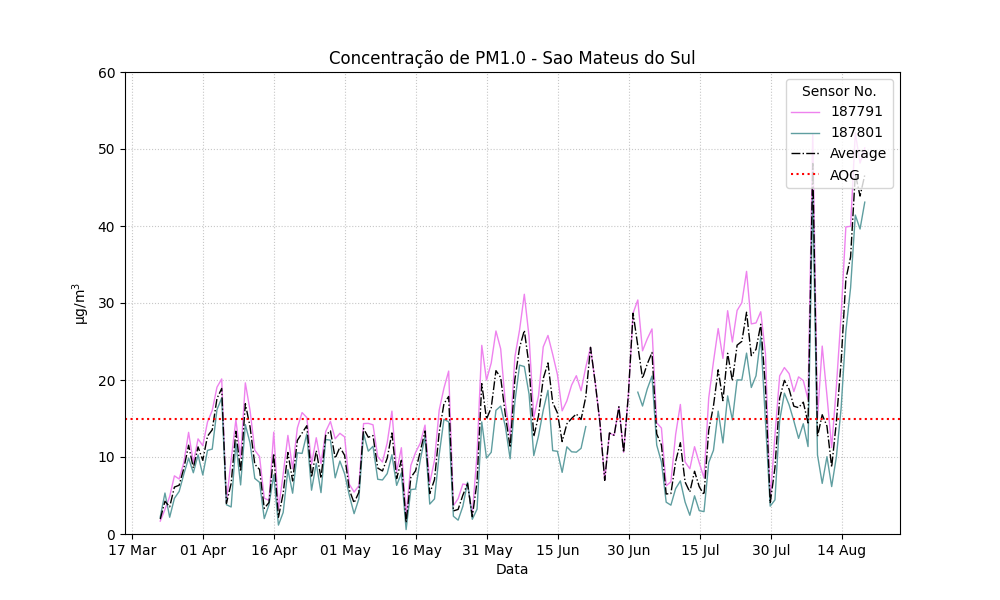 Concentração de PM1.0 - Sao Mateus do Sul
60
50
40
30
20
10
0
µg/m³
Sensor No.
187791
187801
Average
AQG
17 Mar 01 Apr 16 Apr 01 May 16 May 31 May 15 Jun 30 Jun 15 Jul 30 Jul 14 Aug
Data